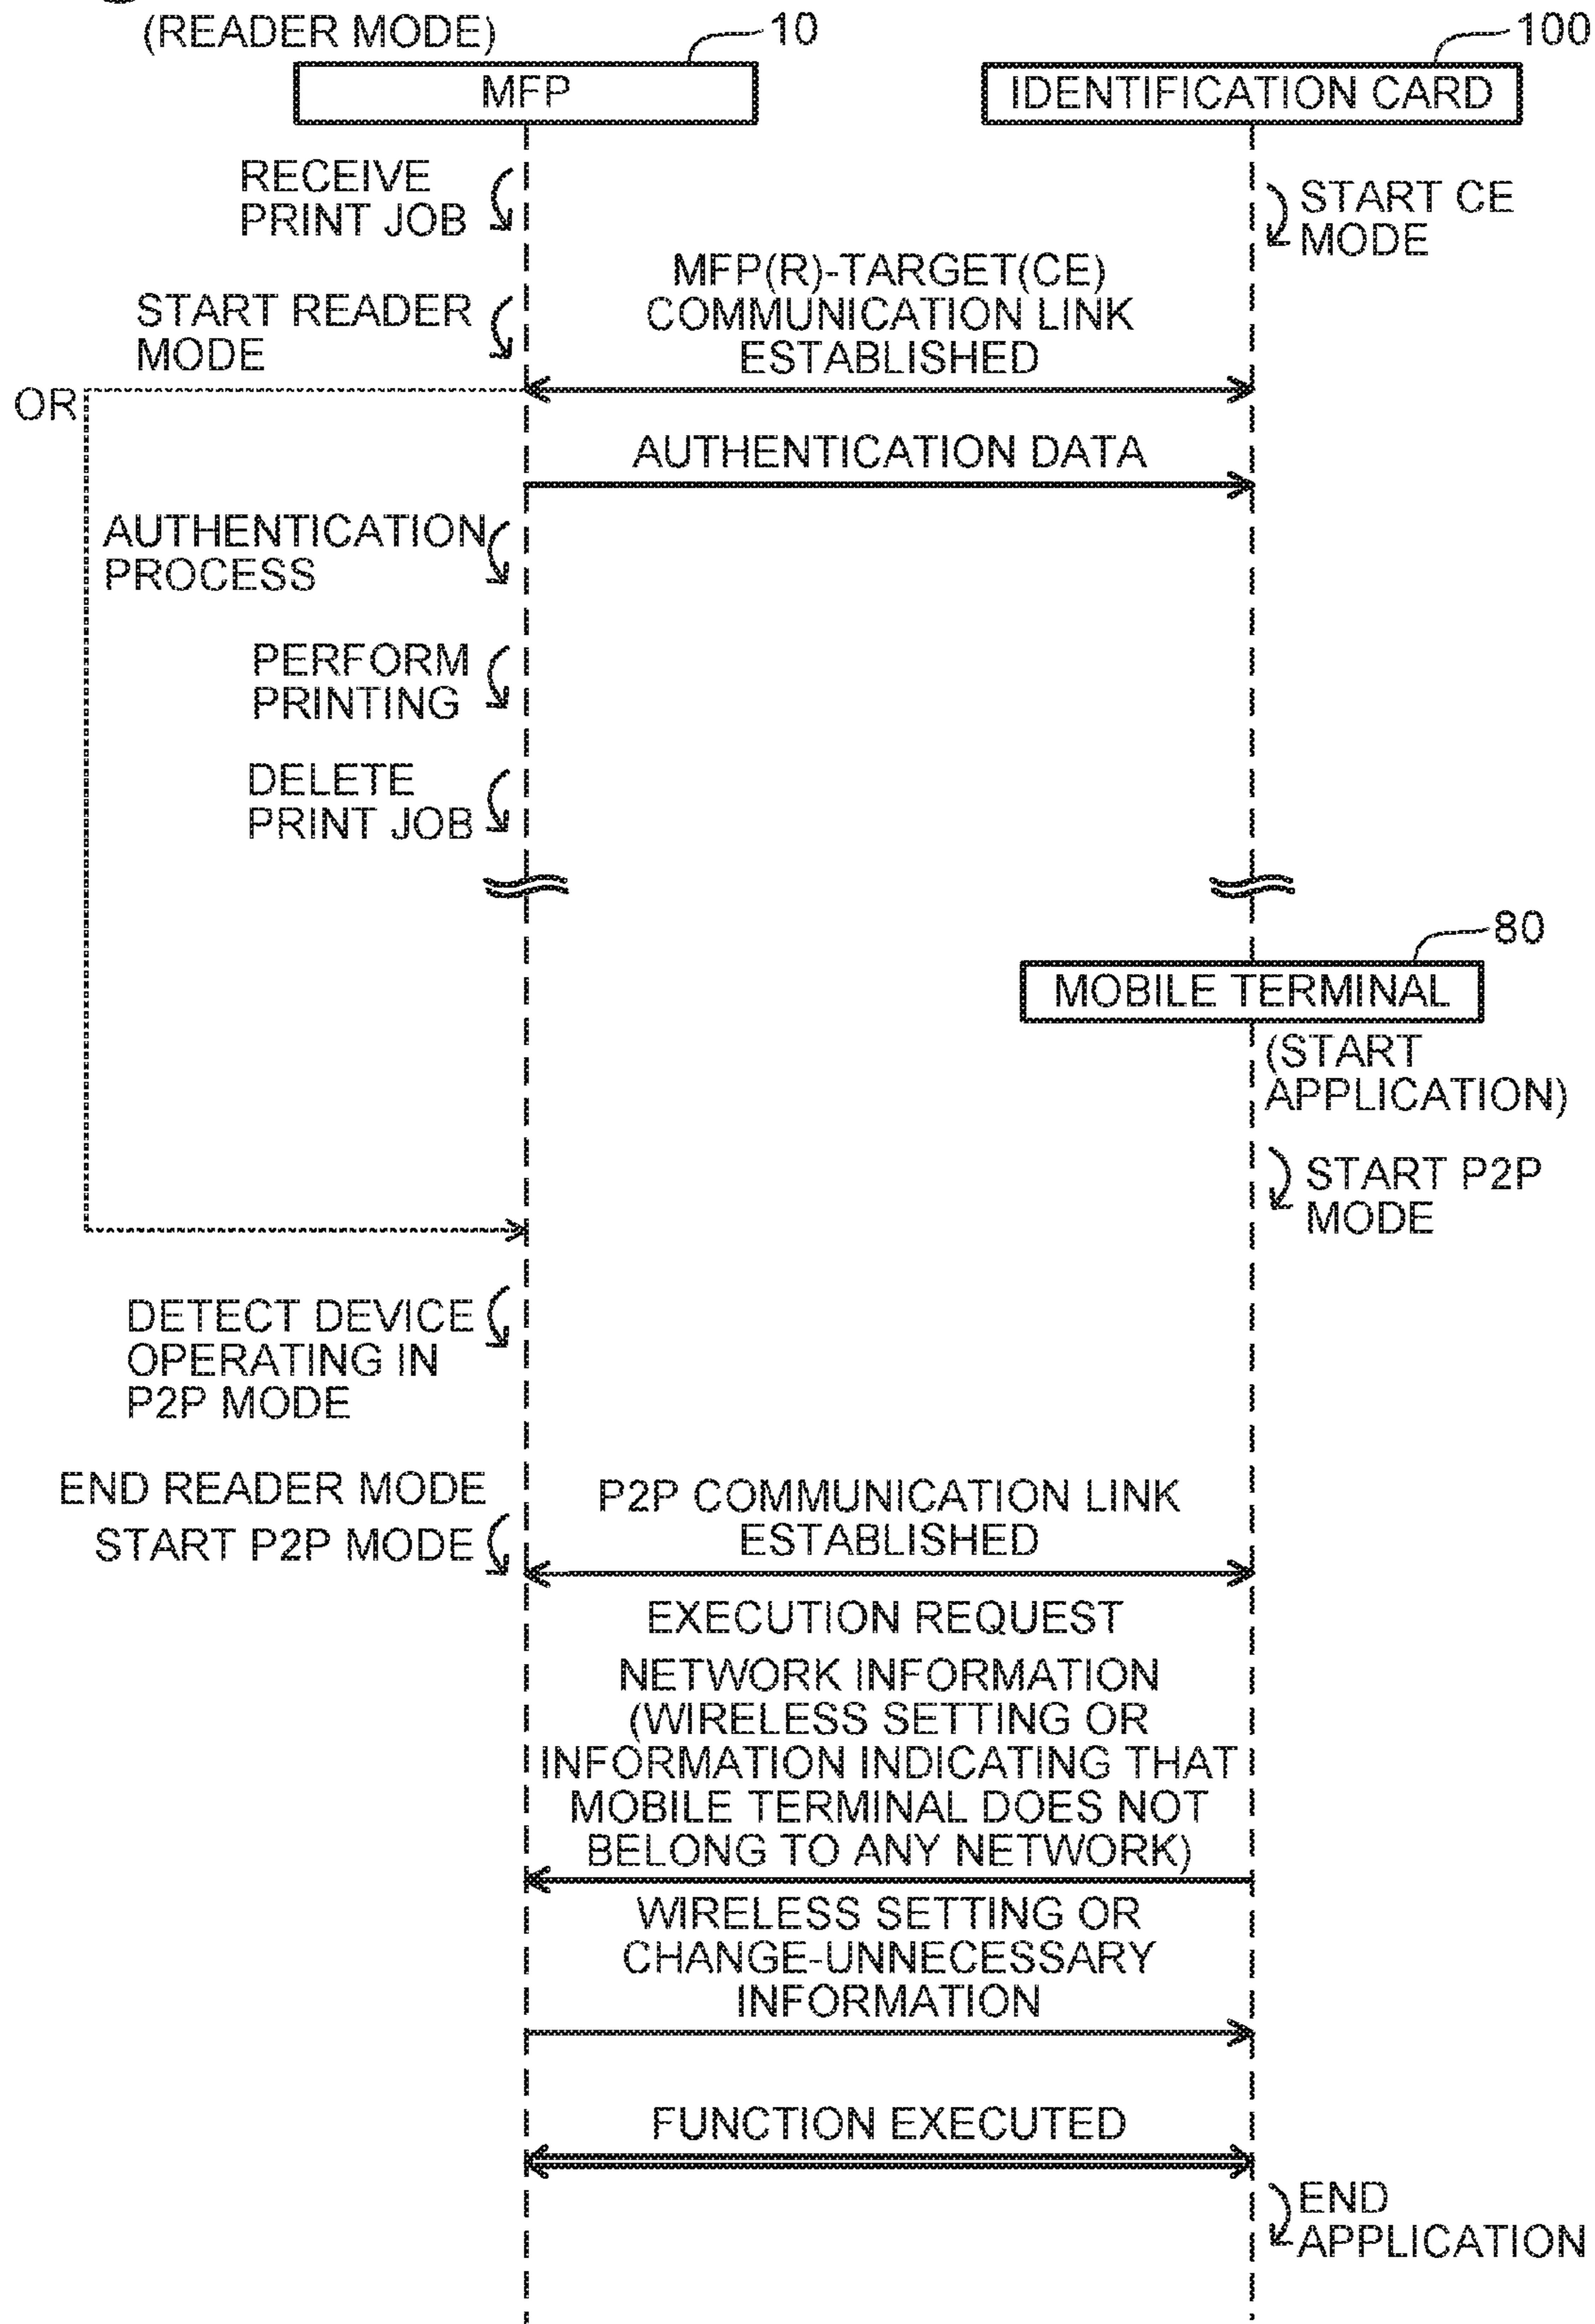 (READER MODE)
10
100
MFP
IDENTIFICATION CARD
RECEIVE
PRINT JOB
START CE
MODE
MFP(R)-TARGET(CE)
COMMUNICATION LINK
ESTABLISHED
START READER
MODE
OR
AUTHENTICATION DATA
AUTHENTICATION
PROCESS
PERFORM
PRINTING
DELETE
PRINT JOB
80
MOBILE TERMINAL
(START
APPLICATION)
START P2P
MODE
DETECT DEVICE
OPERATING IN
P2P MODE
END READER MODE
START P2P MODE
P2P COMMUNICATION LINK
ESTABLISHED
EXECUTION REQUEST
NETWORK INFORMATION
(WIRELESS SETTING OR
INFORMATION INDICATING THAT
MOBILE TERMINAL DOES NOT
BELONG TO ANY NETWORK)
WIRELESS SETTING OR
CHANGE-UNNECESSARY
INFORMATION
FUNCTION EXECUTED
END
APPLICATION